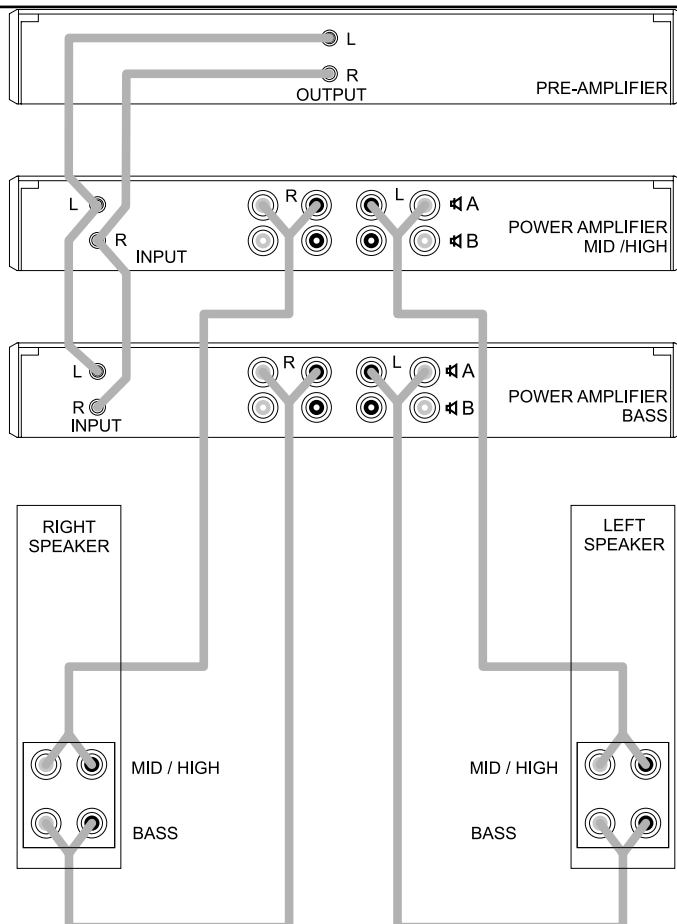 L
R
OUTPUT
PRE-AMPLIFIER
L
R
INPUT
R
L
A
B
POWER AMPLIFIER
MID /HIGH
L
R
INPUT
R
L
A
B
POWER AMPLIFIER
BASS
RIGHT
SPEAKER
LEFT
SPEAKER
MID / HIGH
MID / HIGH
BASS
BASS